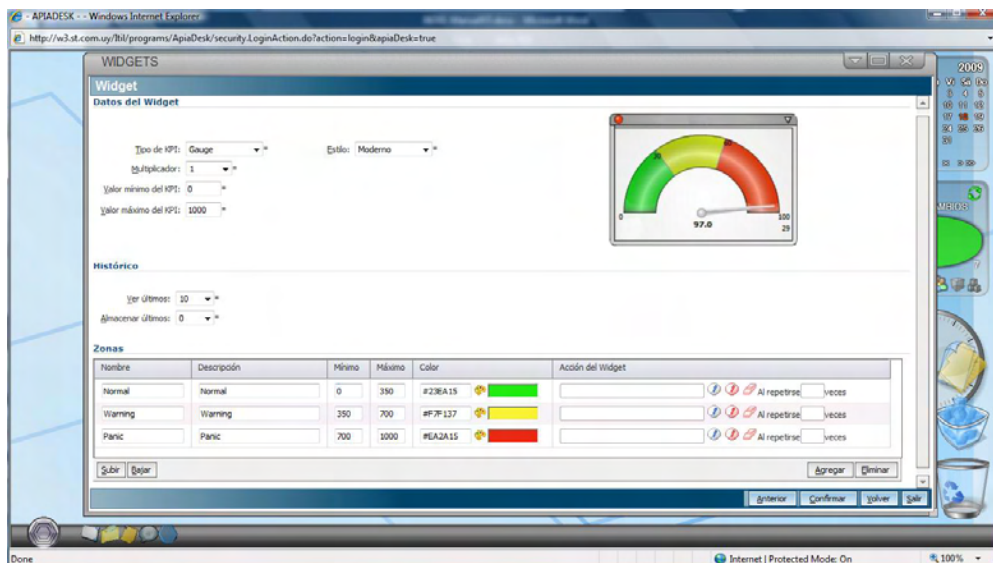 - APIADESK - - Windows Internet Explorer
http://w3.st.com.uy/Itil/programs/ApiaDesk/security.LoginAction.do?action=login&apiaDesk=true
WIDGETS
2009
Widget
Datos del Widget
Tipo de KPI: Gauge * Estilo: Moderno *
Multiplicador: 1 *
Valor mínimo del KPI: 0 *
Valor máximo del KPI: 1000 *
0 100
97.0
29
Histórico
Ver últimos: 10 *
Almacenar últimos: 0 *
Zonas
Nombre Descripción Mínimo Máximo Color Acción del Widget
Normal Normal 0 350 #23EA15 Al repetirse veces
Warning Warning 350 700 #F7F137 Al repetirse veces
Panic Panic 700 1000 #EA2A15 Al repetirse veces
Subir Bajar Agregar Eliminar
Anterior Confirmar Volver Salir
Done Internet | Protected Mode: On 100%